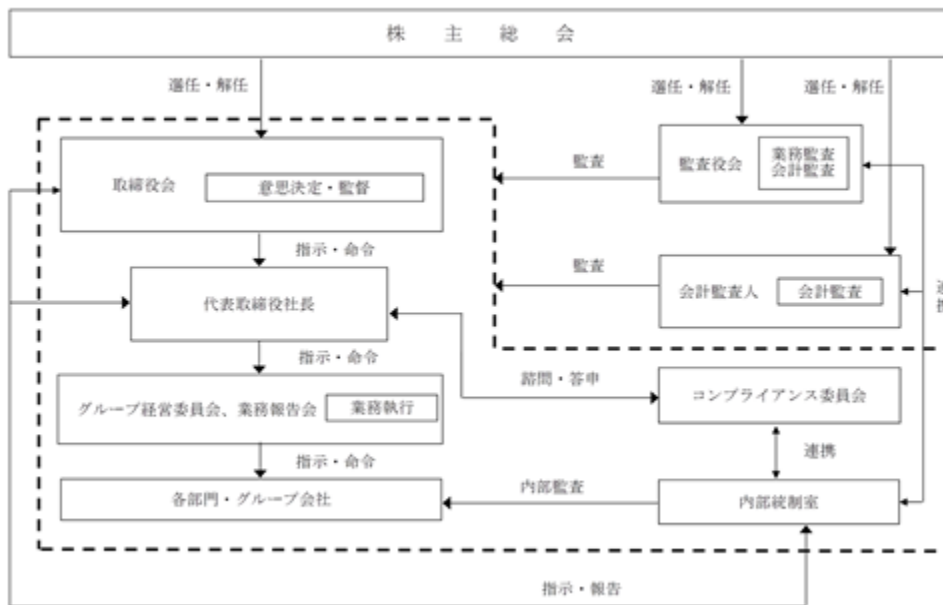 株主総会
選任・解任
選任・解任
選任・解任
取締役会
意思決定・監督
監査
監査役会
業務監査
会計監査
指示・命令
監査
代表取締役社長
会計監査人
会計監査
連携
指示・命令
諮問・答申
グループ経営委員会、業務報告会
業務執行
コンプライアンス委員会
指示・命令
連携
各部門・グループ会社
内部監査
内部統制室
指示・報告